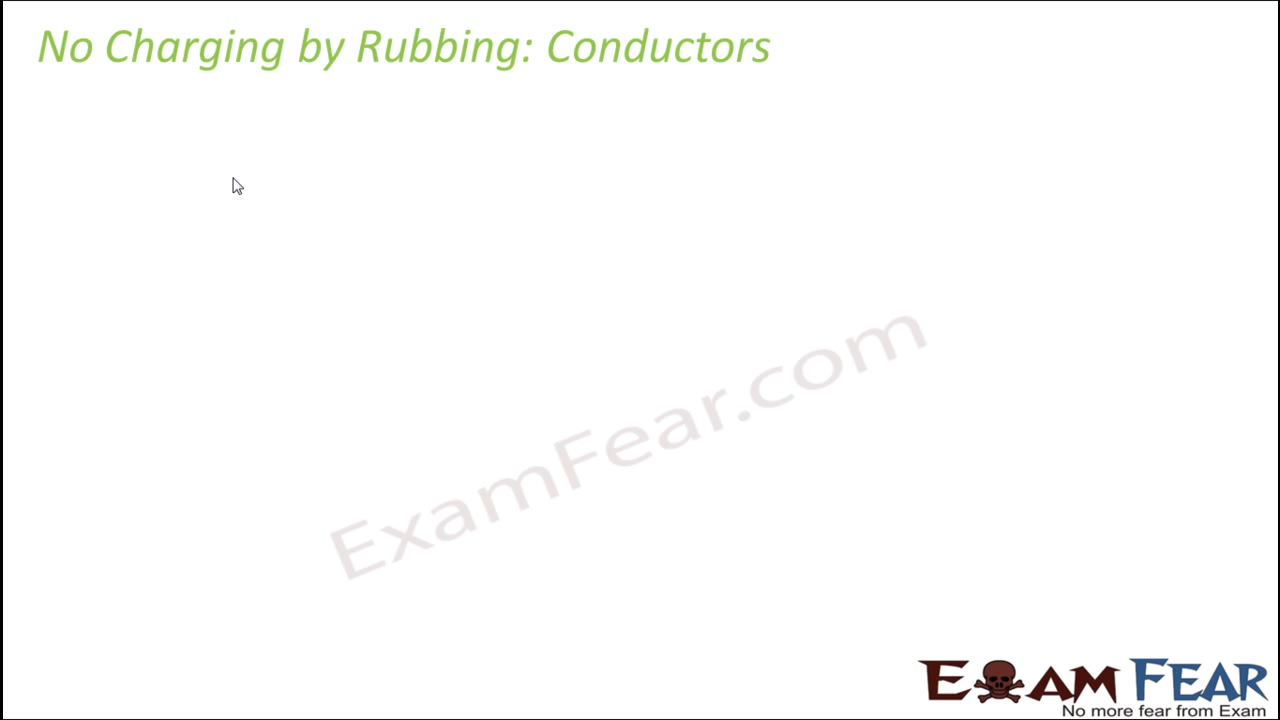 No Charging by Rubbing: Conductors
ExamFear.com
EXAM FEAR
No more fear from Exam